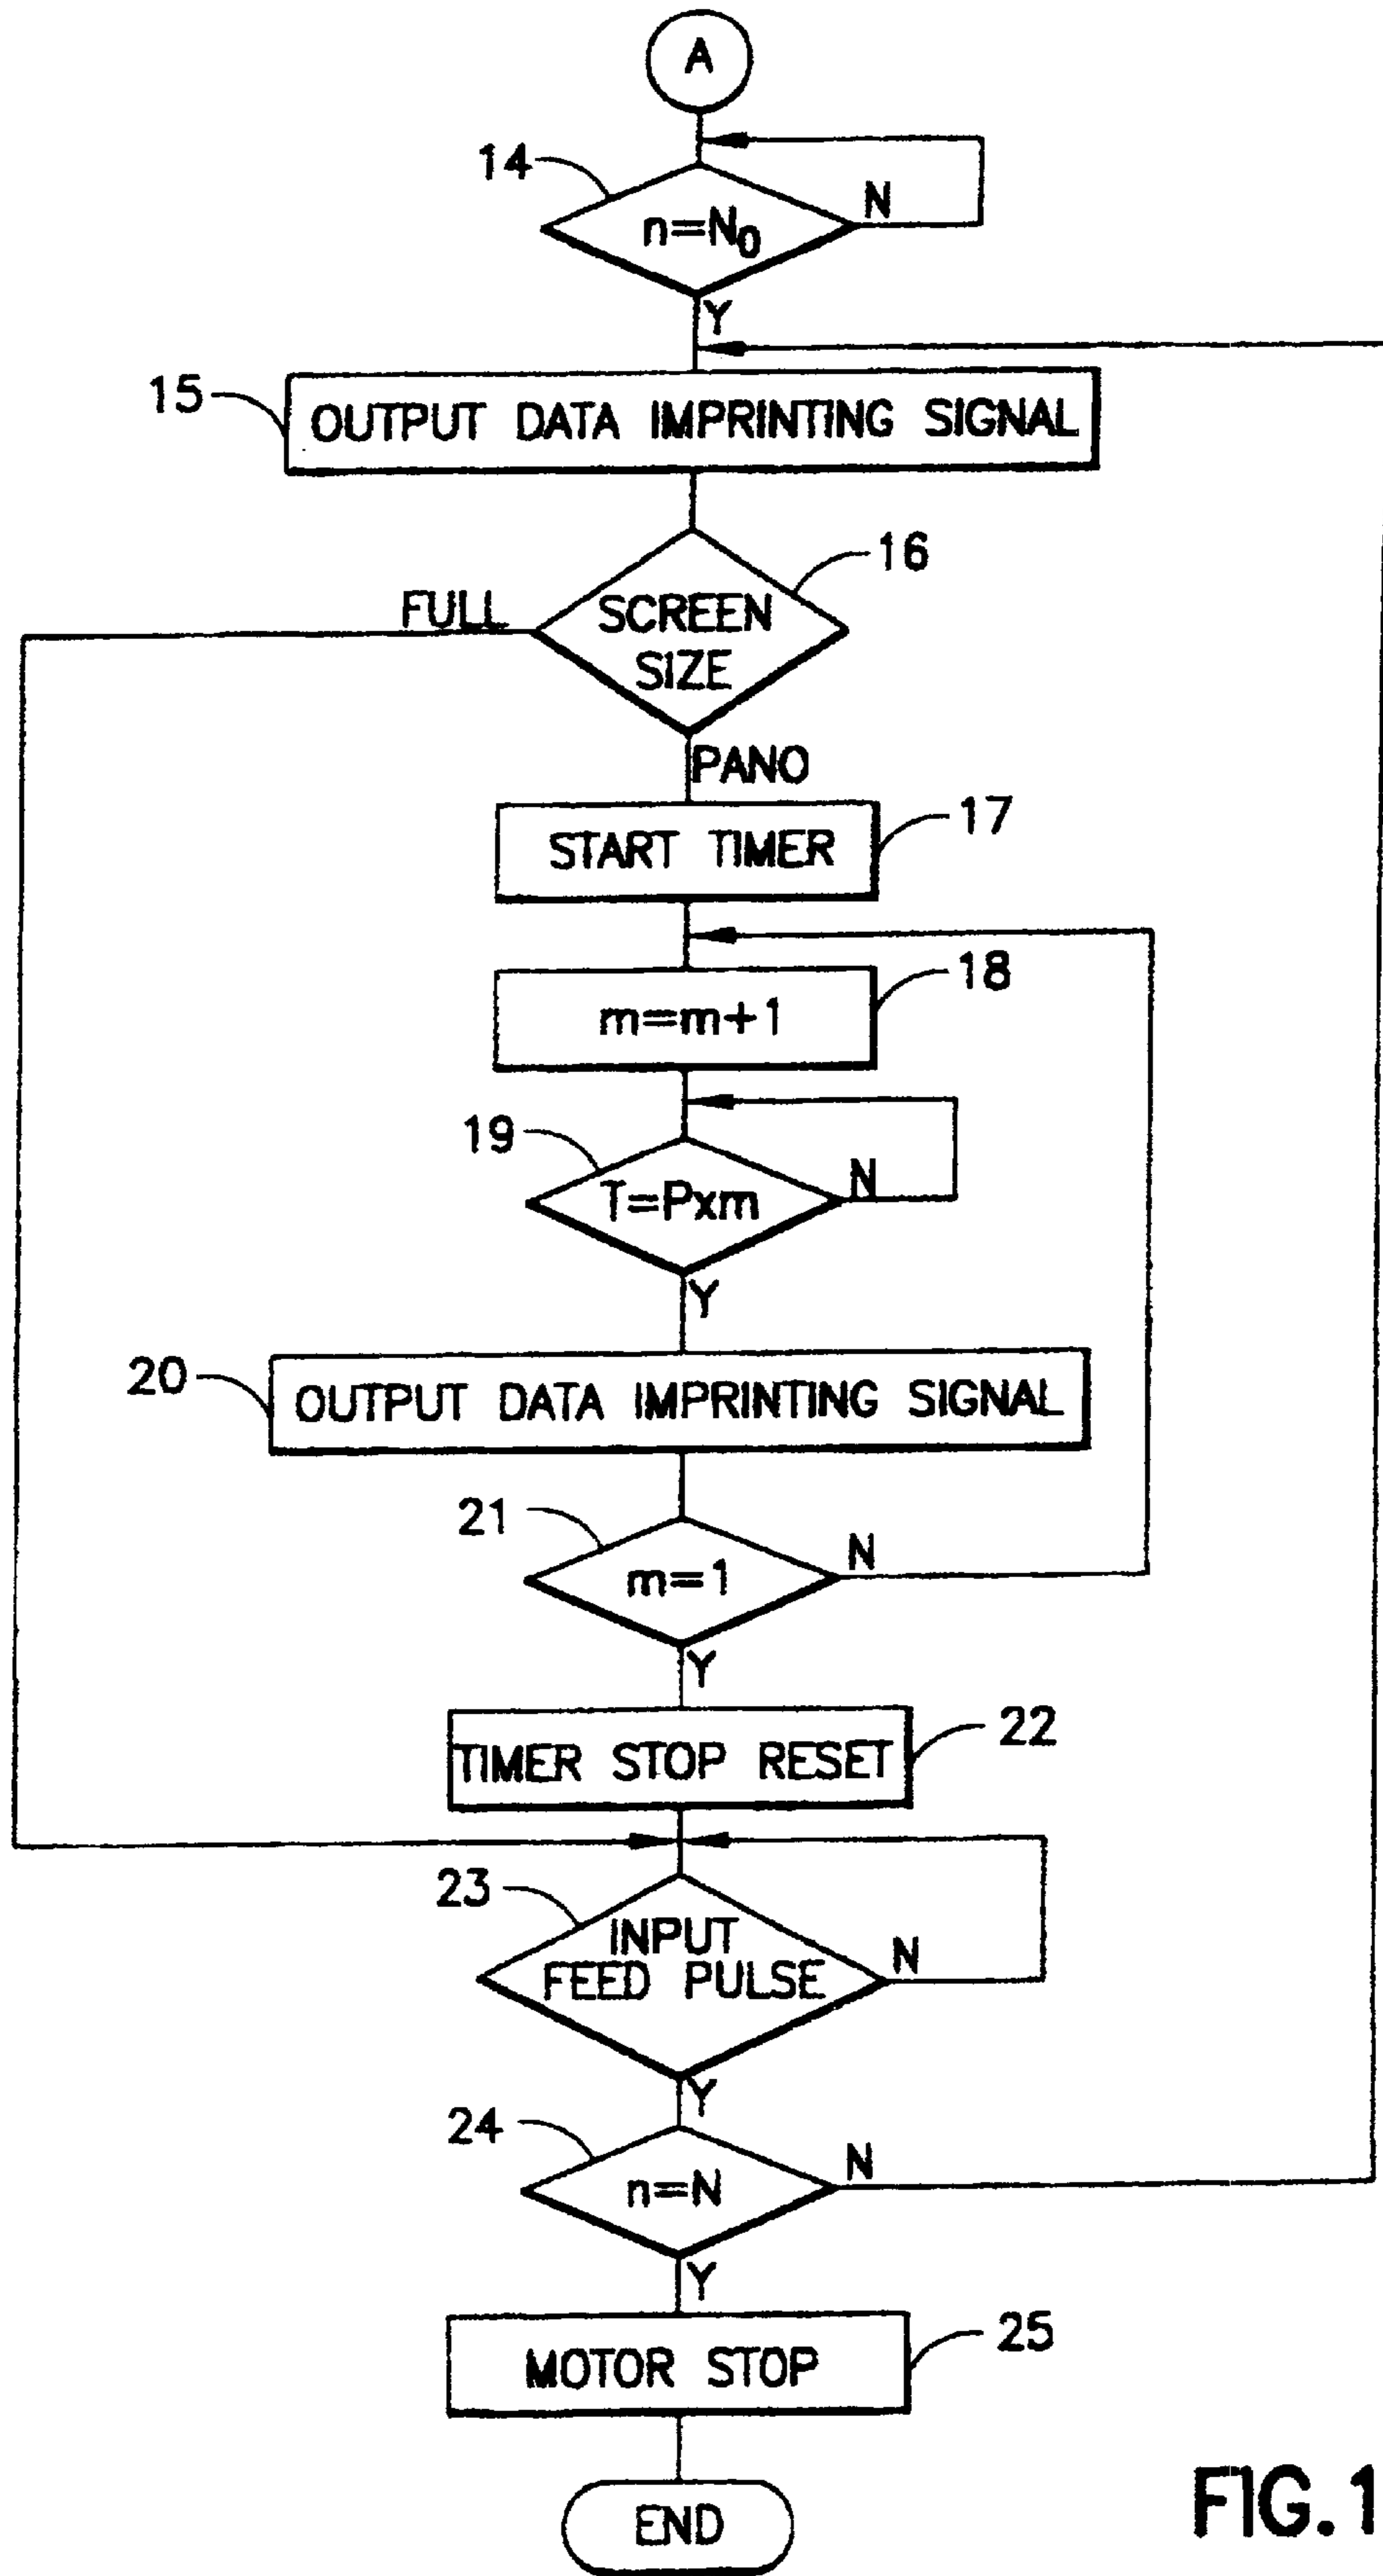 A
14
n=N₀
N
Y
15
OUTPUT DATA IMPRINTING SIGNAL
16
FULL
SCREEN
SIZE
PANO
17
START TIMER
18
m=m+1
19
T=Pxm
N
Y
20
OUTPUT DATA IMPRINTING SIGNAL
21
m=1
N
Y
22
TIMER STOP RESET
23
INPUT
FEED PULSE
N
Y
24
n=N
N
Y
25
MOTOR STOP
END
FIG.1